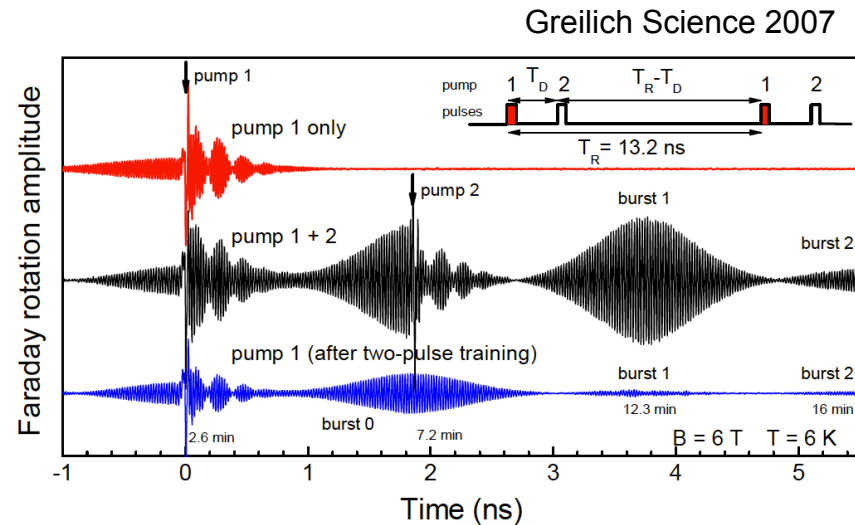 Greilich Science 2007
pump 1
pump pulses
1 T_D 2 T_R-T_D 1 2
T_R= 13.2 ns
pump 1 only
pump 2
pump 1 + 2
burst 1
burst 2
pump 1 (after two-pulse training)
burst 1
burst 2
burst 0
2.6 min
7.2 min
12.3 min
16 min
B = 6 T T = 6 K
Faraday rotation amplitude
-1 0 1 2 3 4 5
Time (ns)